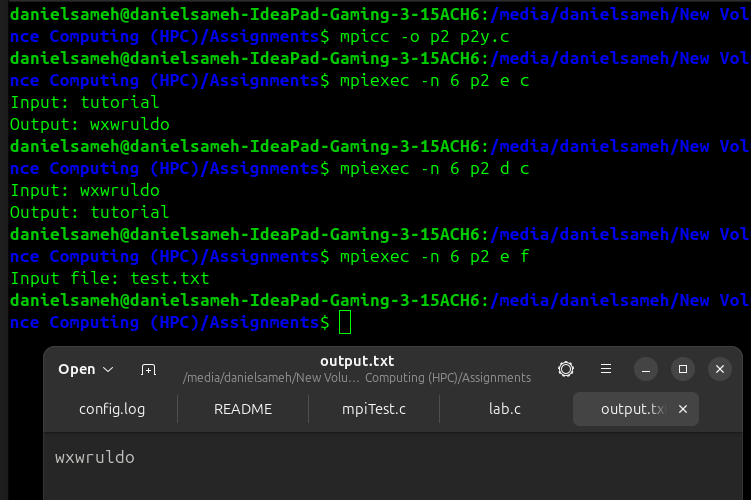 danielsameh@danielsameh-IdeaPad-Gaming-3-15ACH6:/media/danielsameh/New Vol
nce Computing (HPC)/Assignments$ mpicc -o p2 p2y.c
danielsameh@danielsameh-IdeaPad-Gaming-3-15ACH6:/media/danielsameh/New Vol
nce Computing (HPC)/Assignments$ mpiexec -n 6 p2 e c
Input: tutorial
Output: wxwruldo
danielsameh@danielsameh-IdeaPad-Gaming-3-15ACH6:/media/danielsameh/New Vol
nce Computing (HPC)/Assignments$ mpiexec -n 6 p2 d c
Input: wxwruldo
Output: tutorial
danielsameh@danielsameh-IdeaPad-Gaming-3-15ACH6:/media/danielsameh/New Vol
nce Computing (HPC)/Assignments$ mpiexec -n 6 p2 e f
Input file: test.txt
danielsameh@danielsameh-IdeaPad-Gaming-3-15ACH6:/media/danielsameh/New Vol
nce Computing (HPC)/Assignments$
Open output.txt
/media/danielsameh/New Volu… Computing (HPC)/Assignments
config.log README mpiTest.c lab.c output.tx
wxwruldo